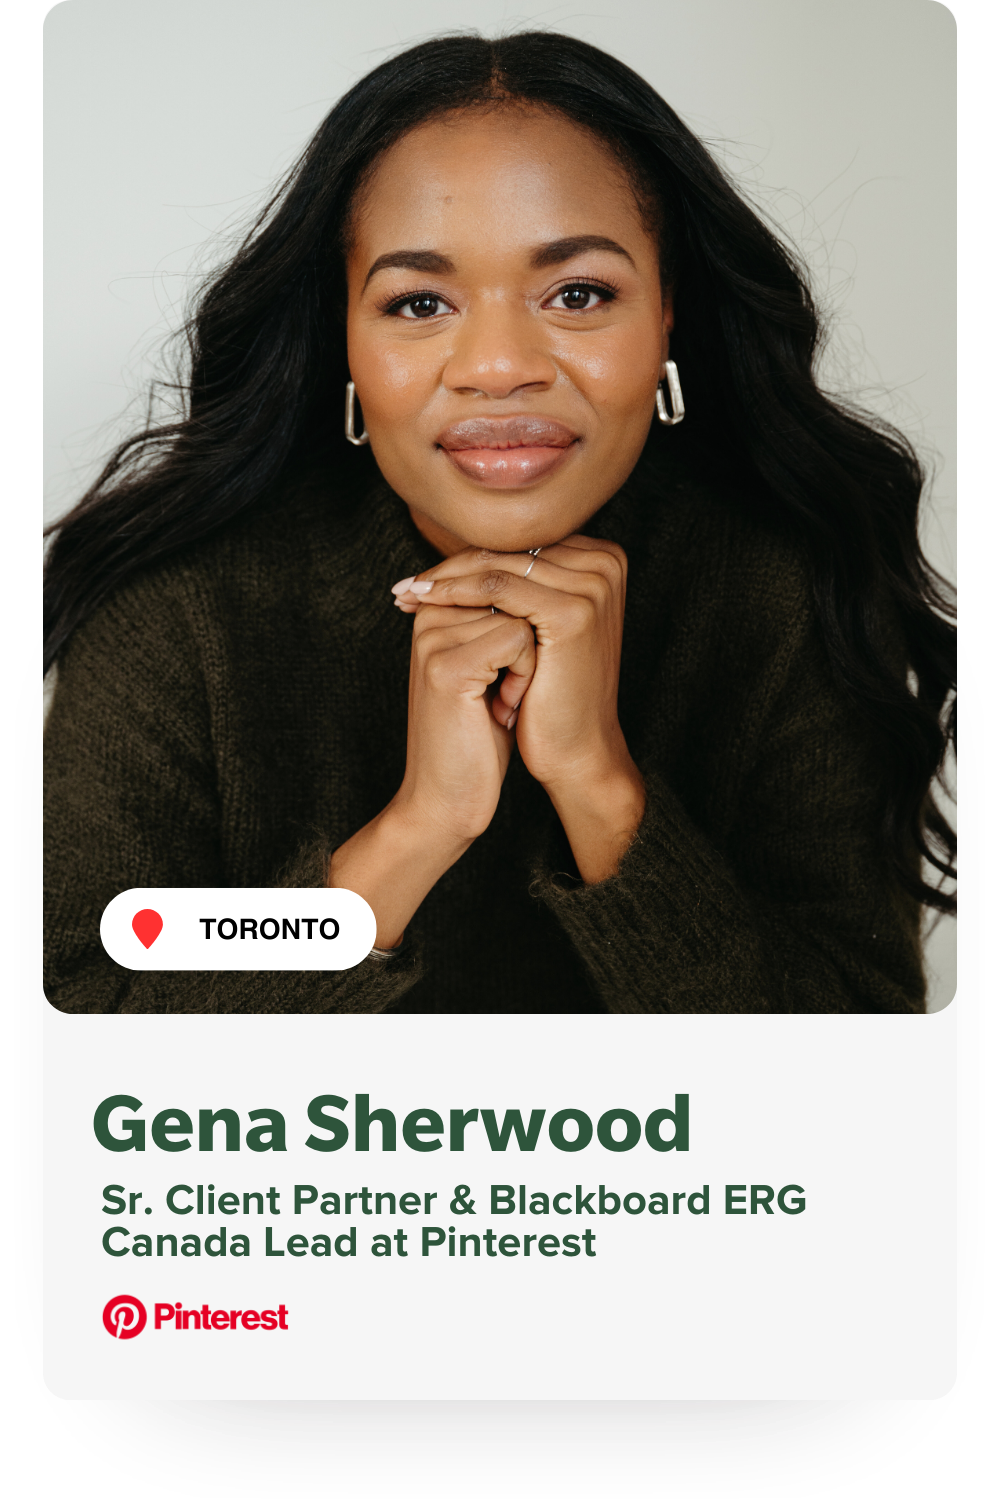 TORONTO
Gena Sherwood
Sr. Client Partner & Blackboard ERG
Canada Lead at Pinterest
Pinterest